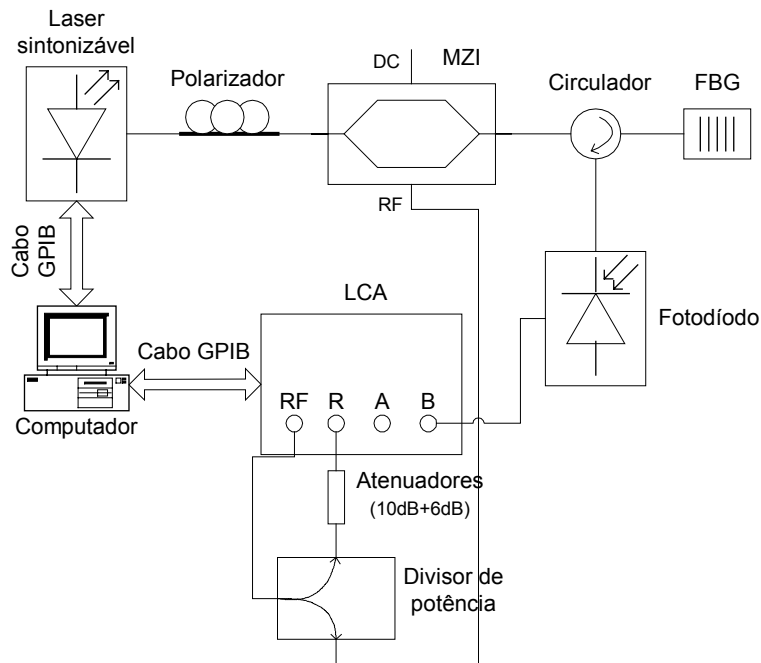 Laser
sintonizável
Polarizador
DC
MZI
Circulador
FBG
RF
Cabo
GPIB
LCA
Fotodíodo
Cabo GPIB
RF R A B
Computador
Atenuadores
(10dB+6dB)
Divisor de
potência